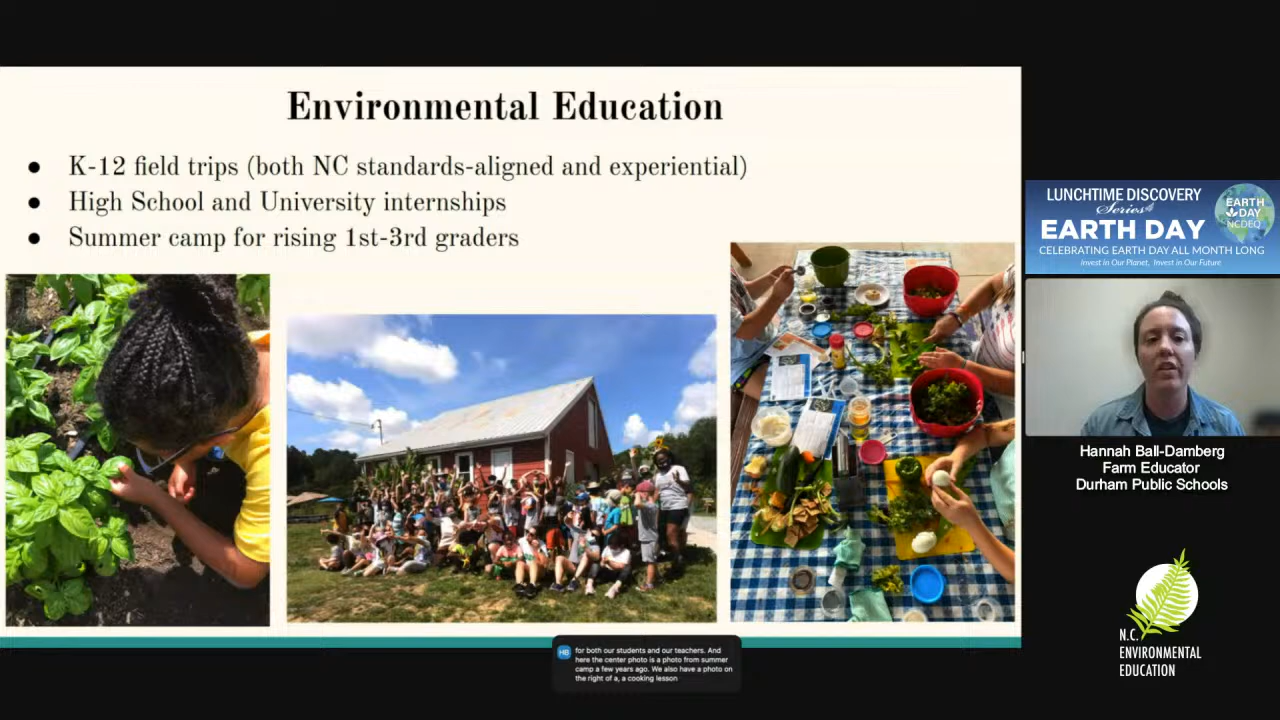 Environmental Education
● K-12 field trips (both NC standards-aligned and experiential)
● High School and University internships
● Summer camp for rising 1st-3rd graders
LUNCHTIME DISCOVERY
Series
EARTH DAY
CELEBRATING EARTH DAY ALL MONTH LONG
Invest In Our Planet, Invest in Our Future
EARTH
DAY
NCDEQ
Hannah Ball-Damberg
Farm Educator
Durham Public Schools
N.C.
ENVIRONMENTAL
EDUCATION
HB
for both our students and our teachers. And
here the center photo is a photo from summer
camp a few years ago. We also have a photo on
the right of a, a cooking lesson